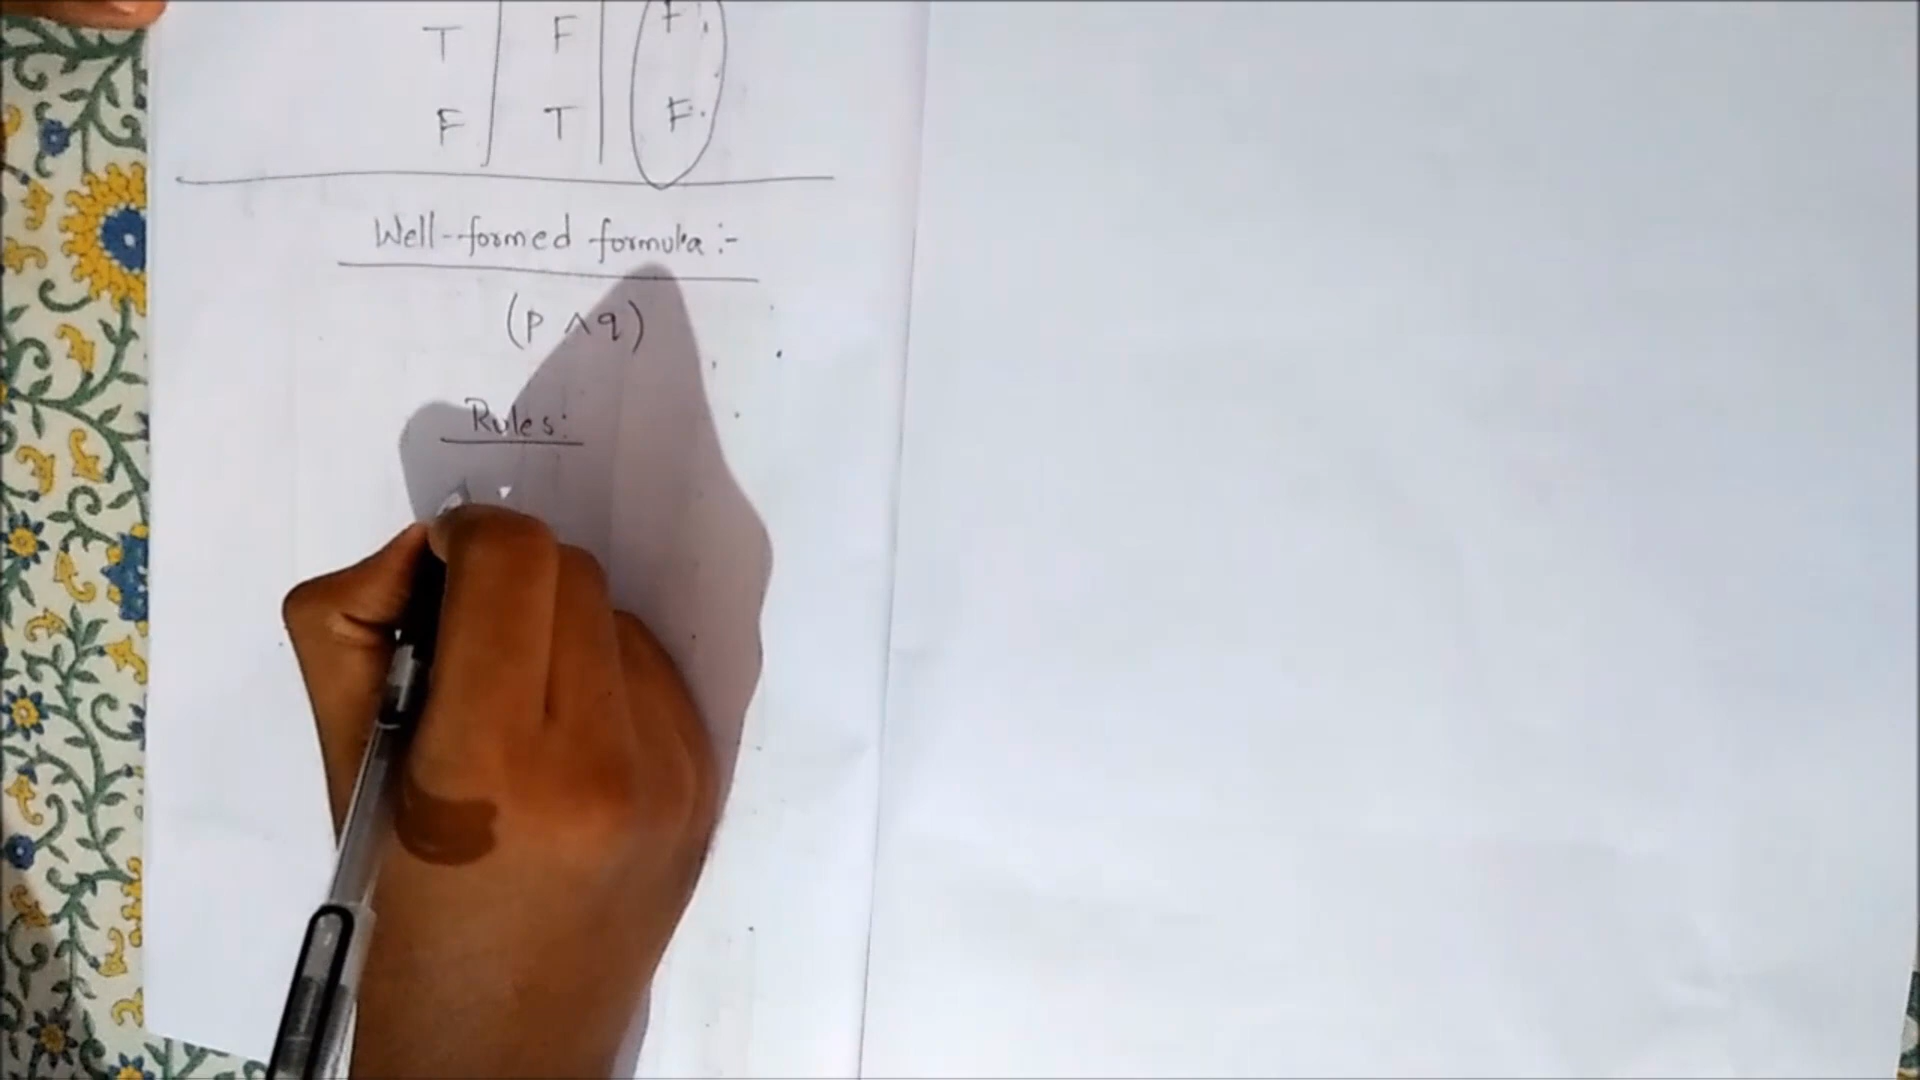 T | F | F
F | T | F
Well-formed formula :-
(p ∧ q)
Rules: